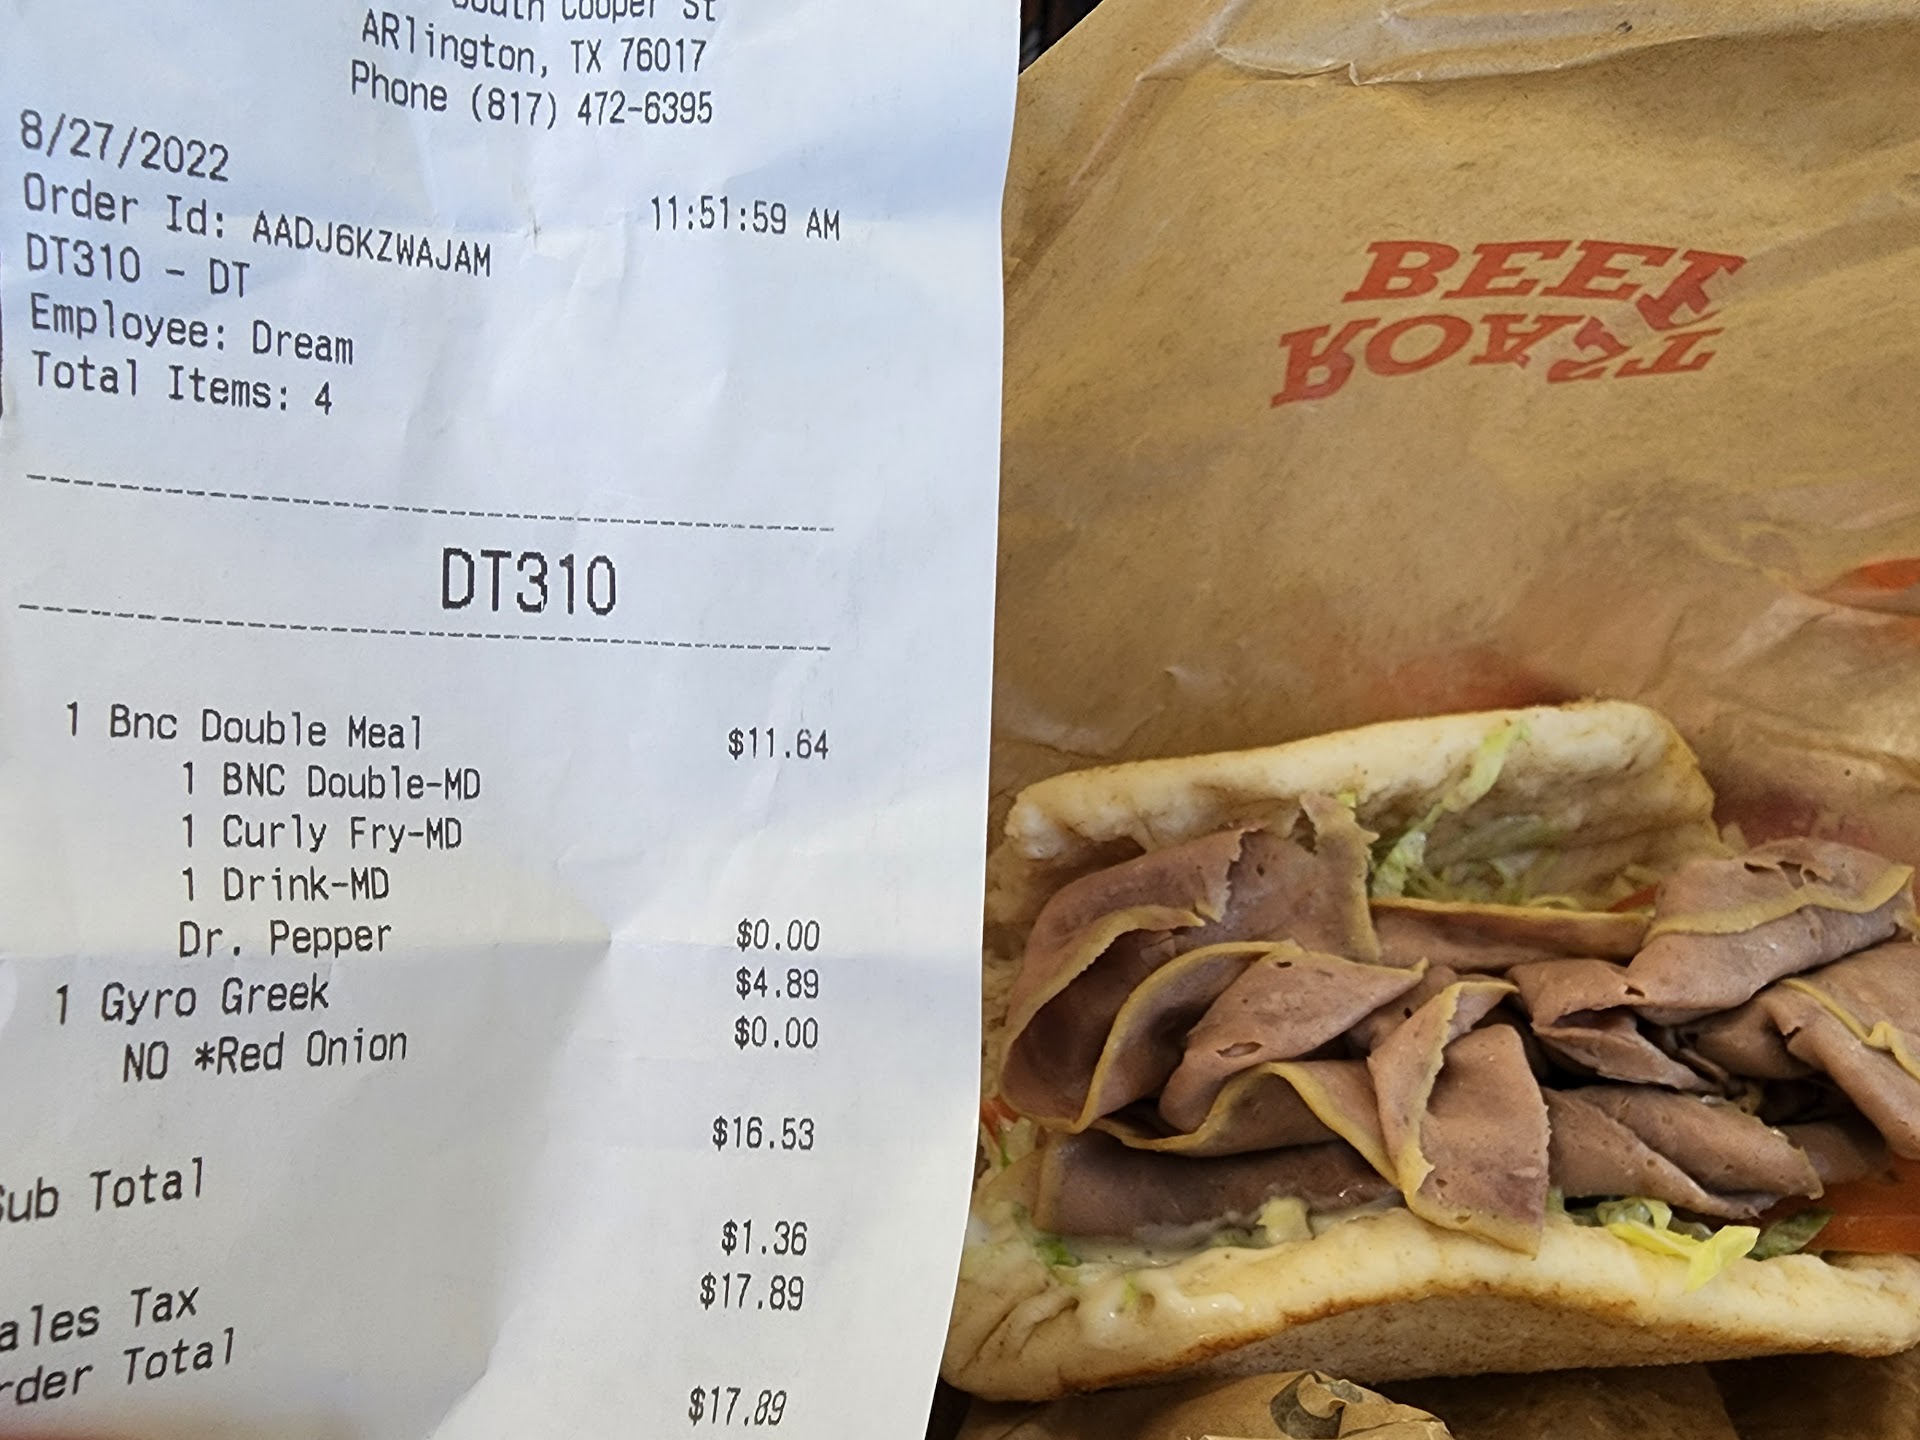 South Cooper St
ARlington, TX 76017
Phone (817) 472-6395
8/27/2022
11:51:59 AM
Order Id: AADJ6KZWAJAM
DT310 - DT
Employee: Dream
Total Items: 4
DT310
1 Bnc Double Meal $11.64
1 BNC Double-MD
1 Curly Fry-MD
1 Drink-MD
Dr. Pepper $0.00
1 Gyro Greek $4.89
NO *Red Onion $0.00
Sub Total $16.53
ales Tax $1.36
rder Total $17.89
$17.89
ROAST
BEEF